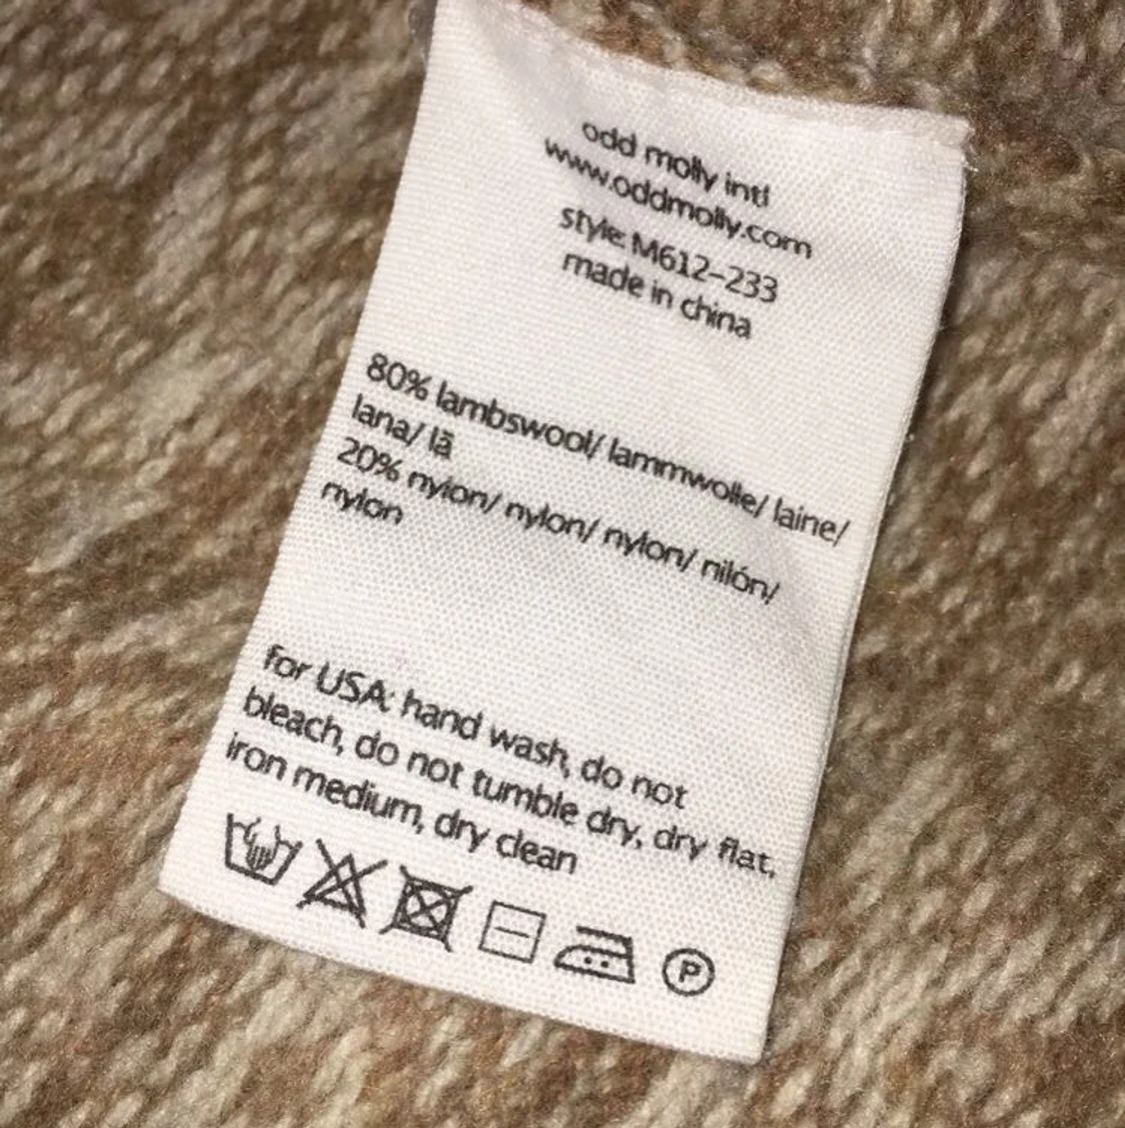 odd molly intl
www.oddmolly.com
style: M612-233
made in china
80% lambswool/ lammwolle/ laine/
lana/ lã
20% nylon/ nylon/ nylon/ nilón/
nylon
for USA: hand wash, do not
bleach, do not tumble dry, dry flat,
iron medium, dry clean
P